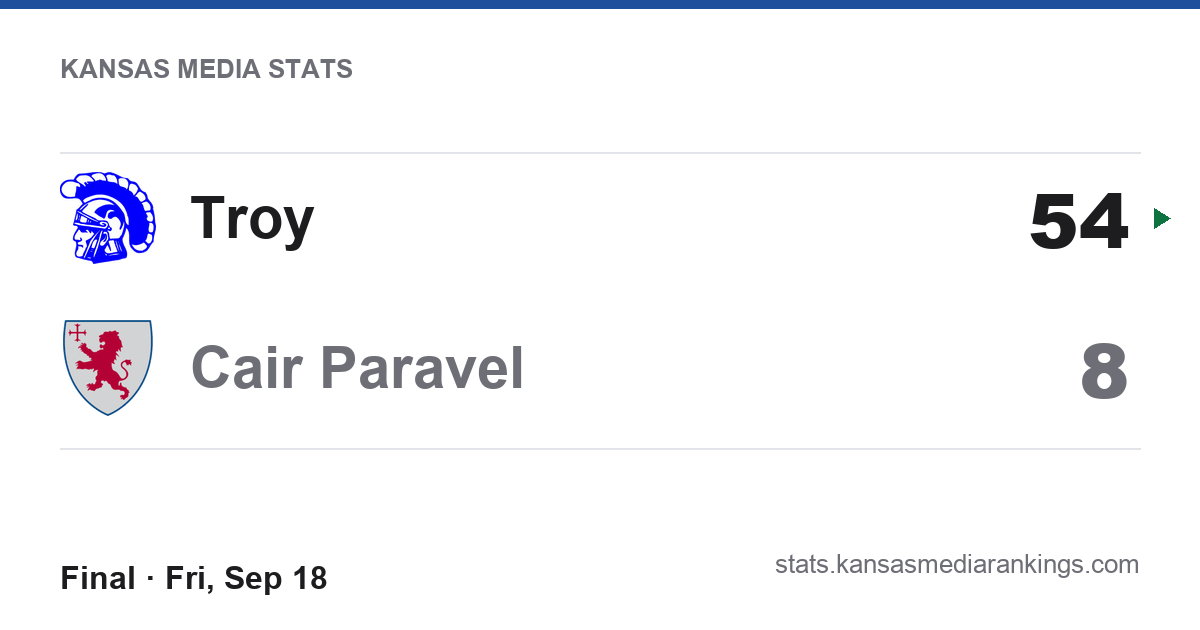 KANSAS MEDIA STATS
Troy 54
Cair Paravel 8
Final · Fri, Sep 18
stats.kansasmediarankings.com